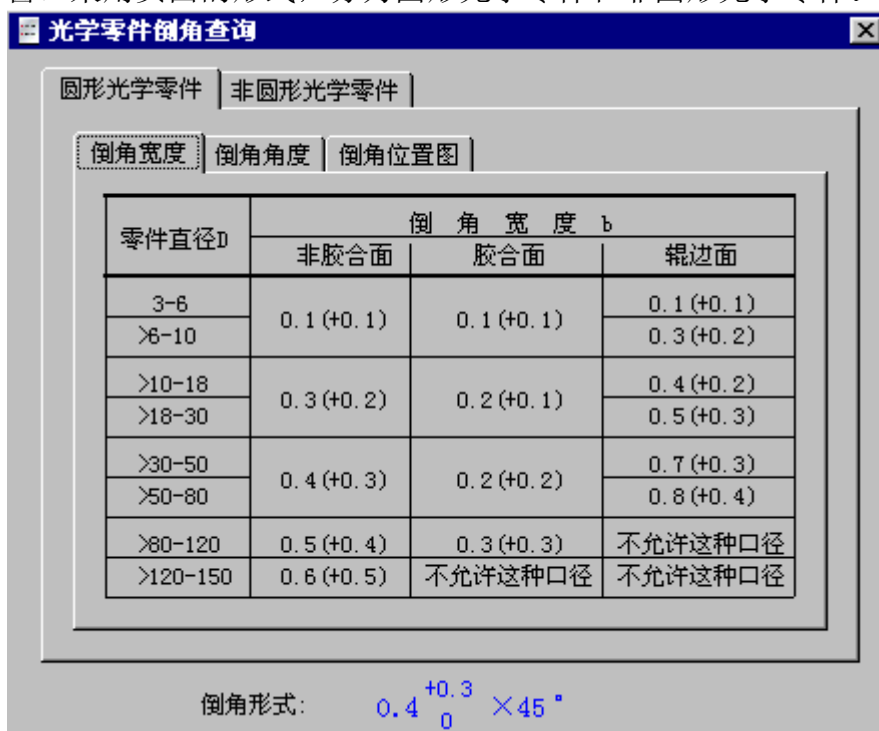 光学零件倒角查询
圆形光学零件 非圆形光学零件
倒角宽度 倒角角度 倒角位置图
零件直径D 倒 角 宽 度 b
非胶合面 胶合面 辊边面
3-6 0.1(+0.1) 0.1(+0.1) 0.1(+0.1)
>6-10 0.3(+0.2)
>10-18 0.3(+0.2) 0.2(+0.1) 0.4(+0.2)
>18-30 0.5(+0.3)
>30-50 0.4(+0.3) 0.2(+0.2) 0.7(+0.3)
>50-80 0.8(+0.4)
>80-120 0.5(+0.4) 0.3(+0.3) 不允许这种口径
>120-150 0.6(+0.5) 不允许这种口径 不允许这种口径
倒角形式: 0.4 +0.3 0 ×45°